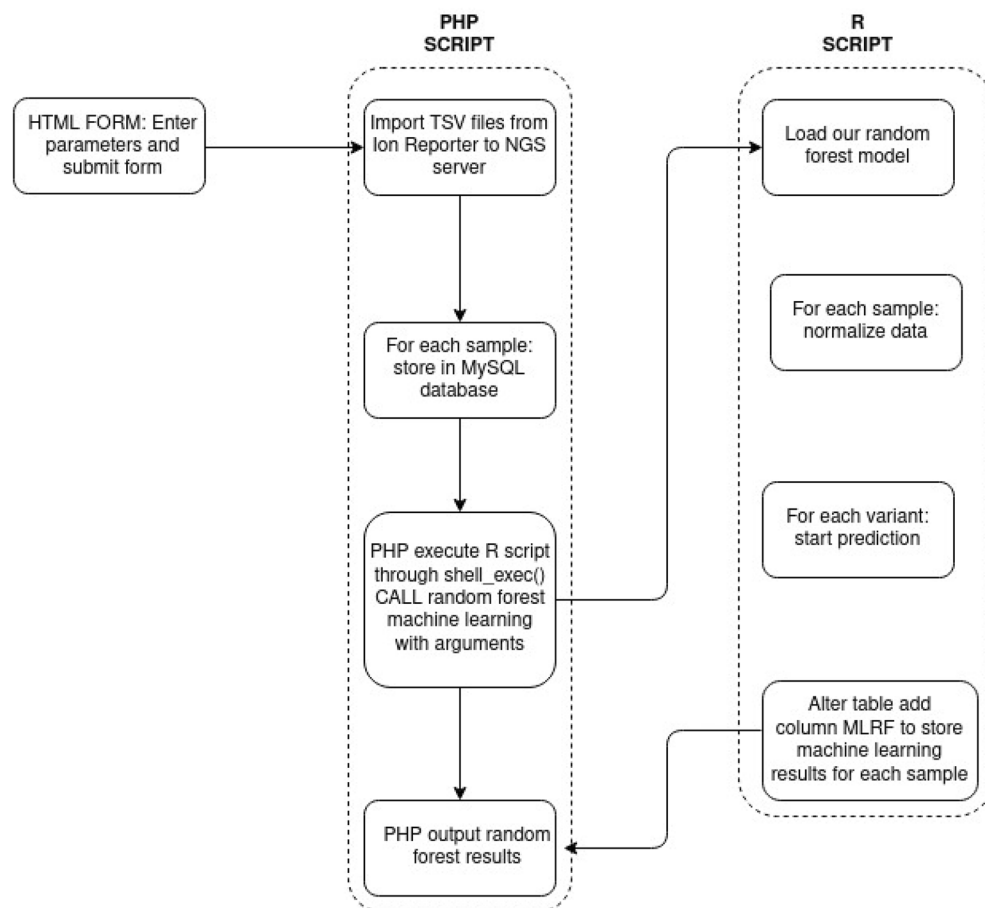 PHP
SCRIPT
R
SCRIPT
HTML FORM: Enter
parameters and
submit form
Import TSV files from
Ion Reporter to NGS
server
For each sample:
store in MySQL
database
PHP execute R script
through shell_exec()
CALL random forest
machine learning
with arguments
PHP output random
forest results
Load our random
forest model
For each sample:
normalize data
For each variant:
start prediction
Alter table add
column MLRF to store
machine learning
results for each sample